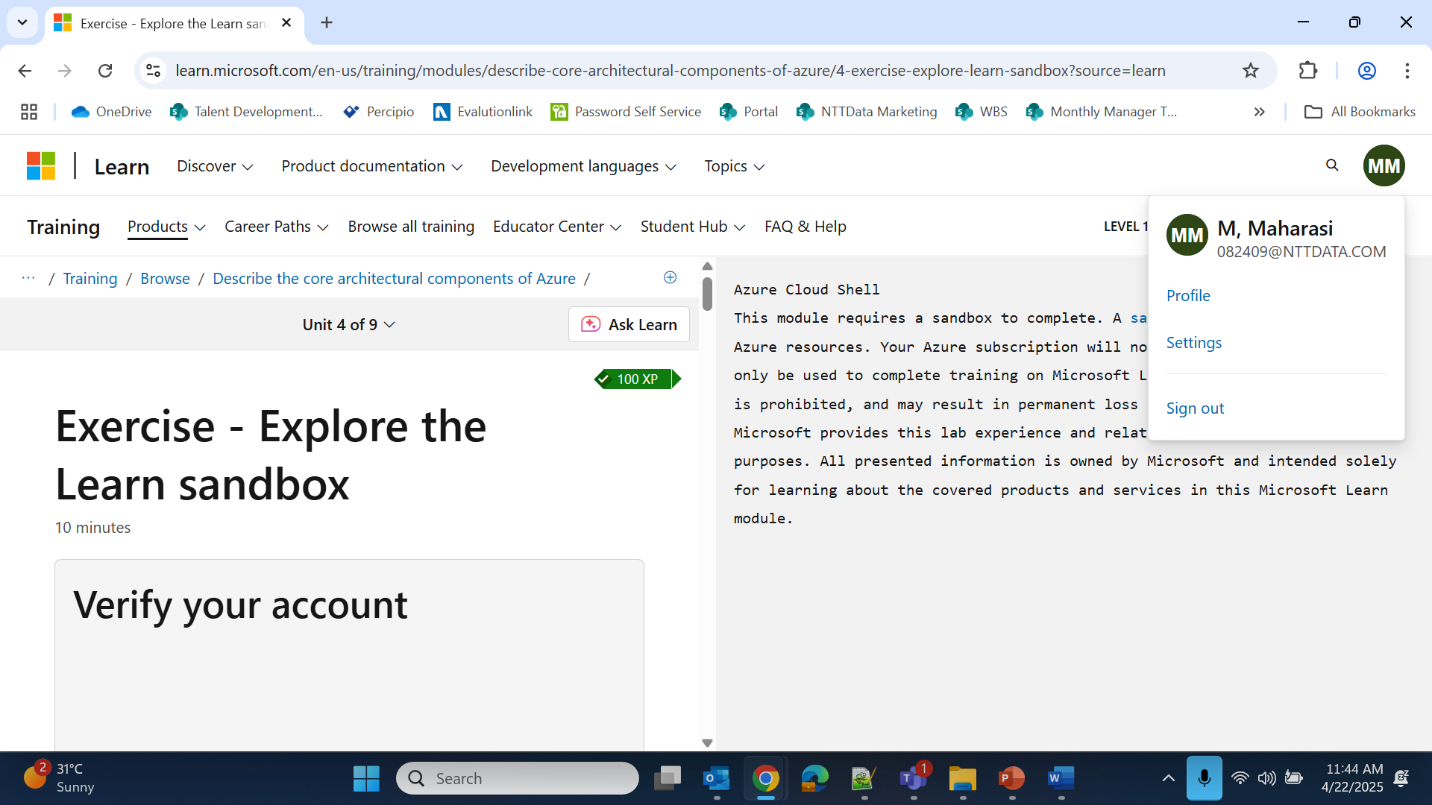 Exercise - Explore the Learn san
learn.microsoft.com/en-us/training/modules/describe-core-architectural-components-of-azure/4-exercise-explore-learn-sandbox?source=learn
OneDrive Talent Development... Percipio Evalutionlink Password Self Service Portal NTTData Marketing WBS Monthly Manager T... » All Bookmarks
Learn Discover Product documentation Development languages Topics MM
Training Products Career Paths Browse all training Educator Center Student Hub FAQ & Help LEVEL 1
MM M, Maharasi
082409@NTTDATA.COM
Profile
Settings
Sign out
... / Training / Browse / Describe the core architectural components of Azure /
Unit 4 of 9 Ask Learn
100 XP
Exercise - Explore the
Learn sandbox
10 minutes
Verify your account
Azure Cloud Shell
This module requires a sandbox to complete. A sa
Azure resources. Your Azure subscription will no
only be used to complete training on Microsoft L
is prohibited, and may result in permanent loss
Microsoft provides this lab experience and relat
purposes. All presented information is owned by Microsoft and intended solely
for learning about the covered products and services in this Microsoft Learn
module.
2 31°C
Sunny
Search
1
11:44 AM
4/22/2025